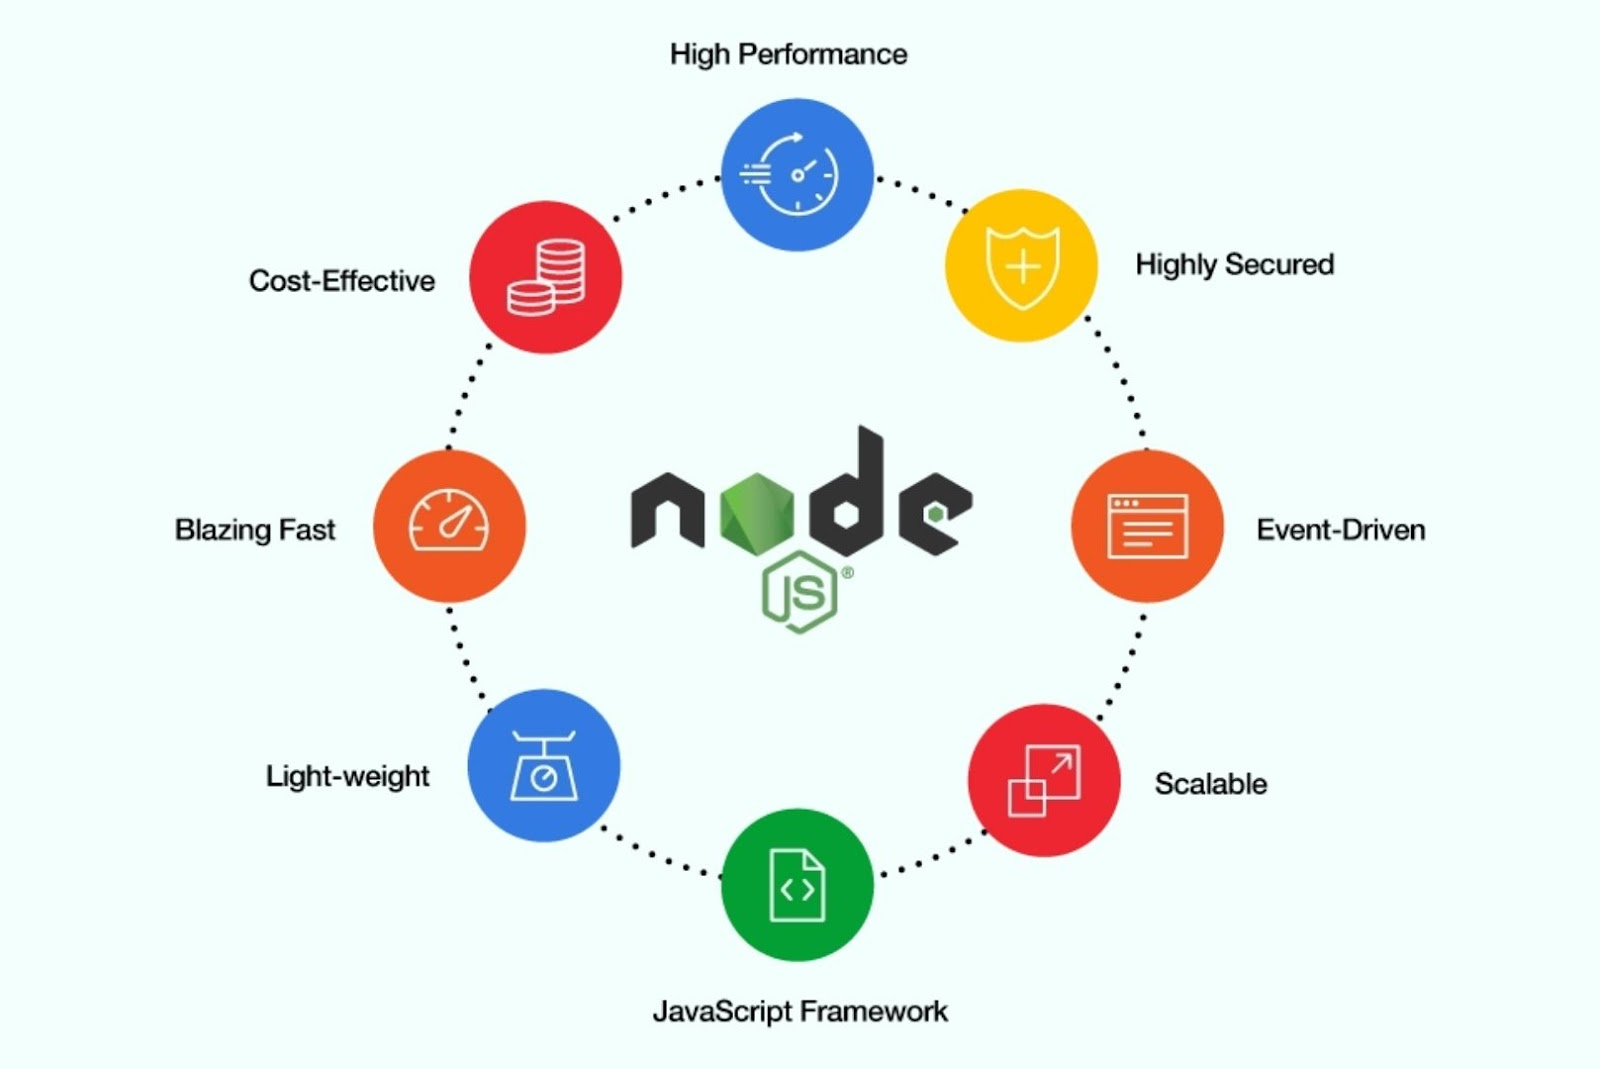 High Performance
Highly Secured
Cost-Effective
node
JS®
Blazing Fast
Event-Driven
Light-weight
Scalable
JavaScript Framework